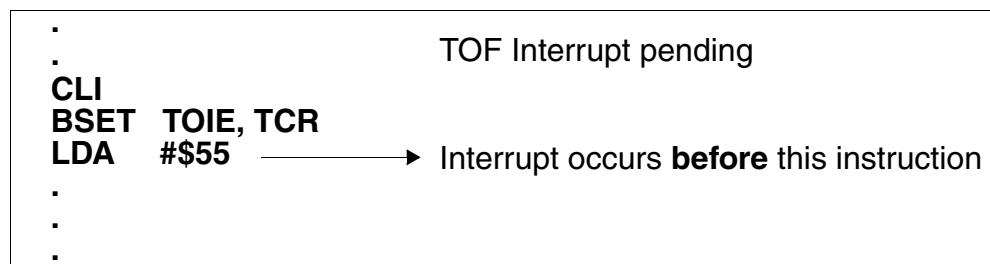 .
. TOF Interrupt pending
CLI
BSET TOIE, TCR
LDA #$55 Interrupt occurs before this instruction
.
.
.